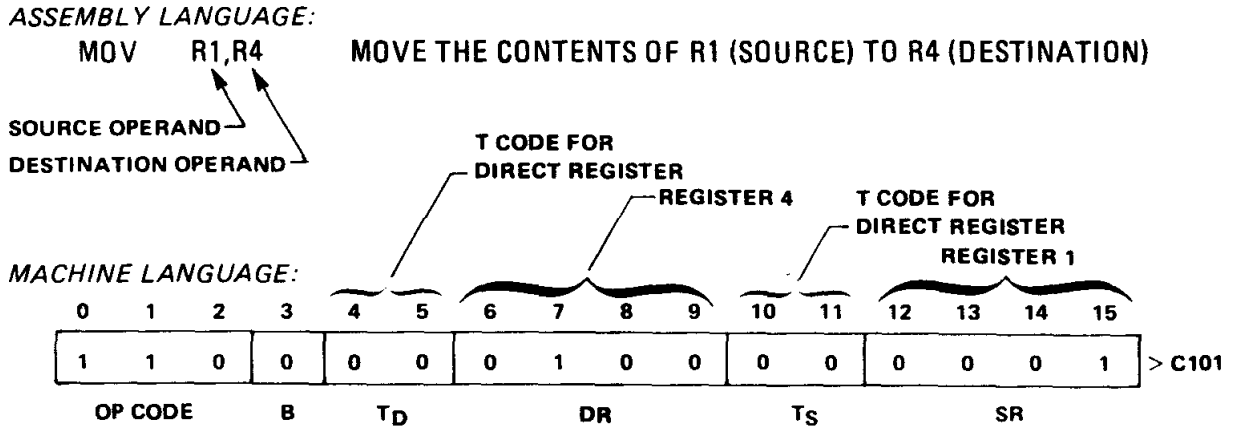 ASSEMBLY LANGUAGE:
MOV R1,R4 MOVE THE CONTENTS OF R1 (SOURCE) TO R4 (DESTINATION)
SOURCE OPERAND
DESTINATION OPERAND
T CODE FOR
DIRECT REGISTER
REGISTER 4
T CODE FOR
DIRECT REGISTER
REGISTER 1
MACHINE LANGUAGE:
0 1 2 3 4 5 6 7 8 9 10 11 12 13 14 15
1 1 0 0 0 0 0 1 0 0 0 0 0 0 0 1 > C101
OP CODE B TD DR TS SR